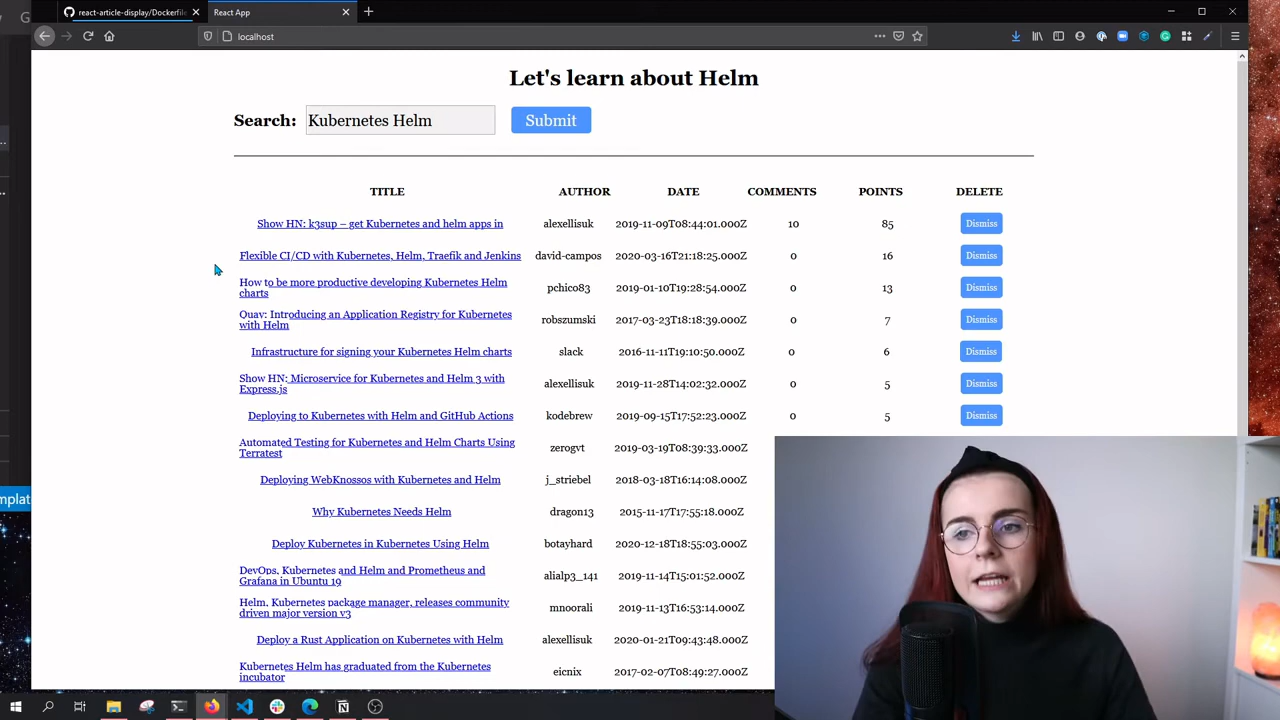 react-article-display/Dockerfile
React App
localhost
Let's learn about Helm
Search: Kubernetes Helm Submit
TITLE AUTHOR DATE COMMENTS POINTS DELETE
Show HN: k3sup – get Kubernetes and helm apps in alexellisuk 2019-11-09T08:44:01.000Z 10 85 Dismiss
Flexible CI/CD with Kubernetes, Helm, Traefik and Jenkins david-campos 2020-03-16T21:18:25.000Z 0 16 Dismiss
How to be more productive developing Kubernetes Helm
charts pchico83 2019-01-10T19:28:54.000Z 0 13 Dismiss
Quay: Introducing an Application Registry for Kubernetes
with Helm robszumski 2017-03-23T18:18:39.000Z 0 7 Dismiss
Infrastructure for signing your Kubernetes Helm charts slack 2016-11-11T19:10:50.000Z 0 6 Dismiss
Show HN: Microservice for Kubernetes and Helm 3 with
Express.js alexellisuk 2019-11-28T14:02:32.000Z 0 5 Dismiss
Deploying to Kubernetes with Helm and GitHub Actions kodebrew 2019-09-15T17:52:23.000Z 0 5 Dismiss
Automated Testing for Kubernetes and Helm Charts Using
Terratest zerogvt 2019-03-19T08:39:33.000Z
Deploying WebKnossos with Kubernetes and Helm j_striebel 2018-03-18T16:14:08.000Z
mplat
Why Kubernetes Needs Helm dragon13 2015-11-17T17:55:18.000Z
Deploy Kubernetes in Kubernetes Using Helm botayhard 2020-12-18T18:55:03.000Z
DevOps, Kubernetes and Helm and Prometheus and
Grafana in Ubuntu 19 alialp3_141 2019-11-14T15:01:52.000Z
Helm, Kubernetes package manager, releases community
driven major version v3 mnoorali 2019-11-13T16:53:14.000Z
Deploy a Rust Application on Kubernetes with Helm alexellisuk 2020-01-21T09:43:48.000Z
Kubernetes Helm has graduated from the Kubernetes
incubator eicnix 2017-02-07T08:49:27.000Z